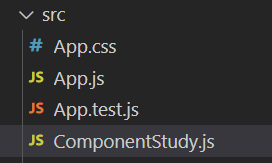 src
# App.css
JS App.js
JS App.test.js
JS ComponentStudy.js